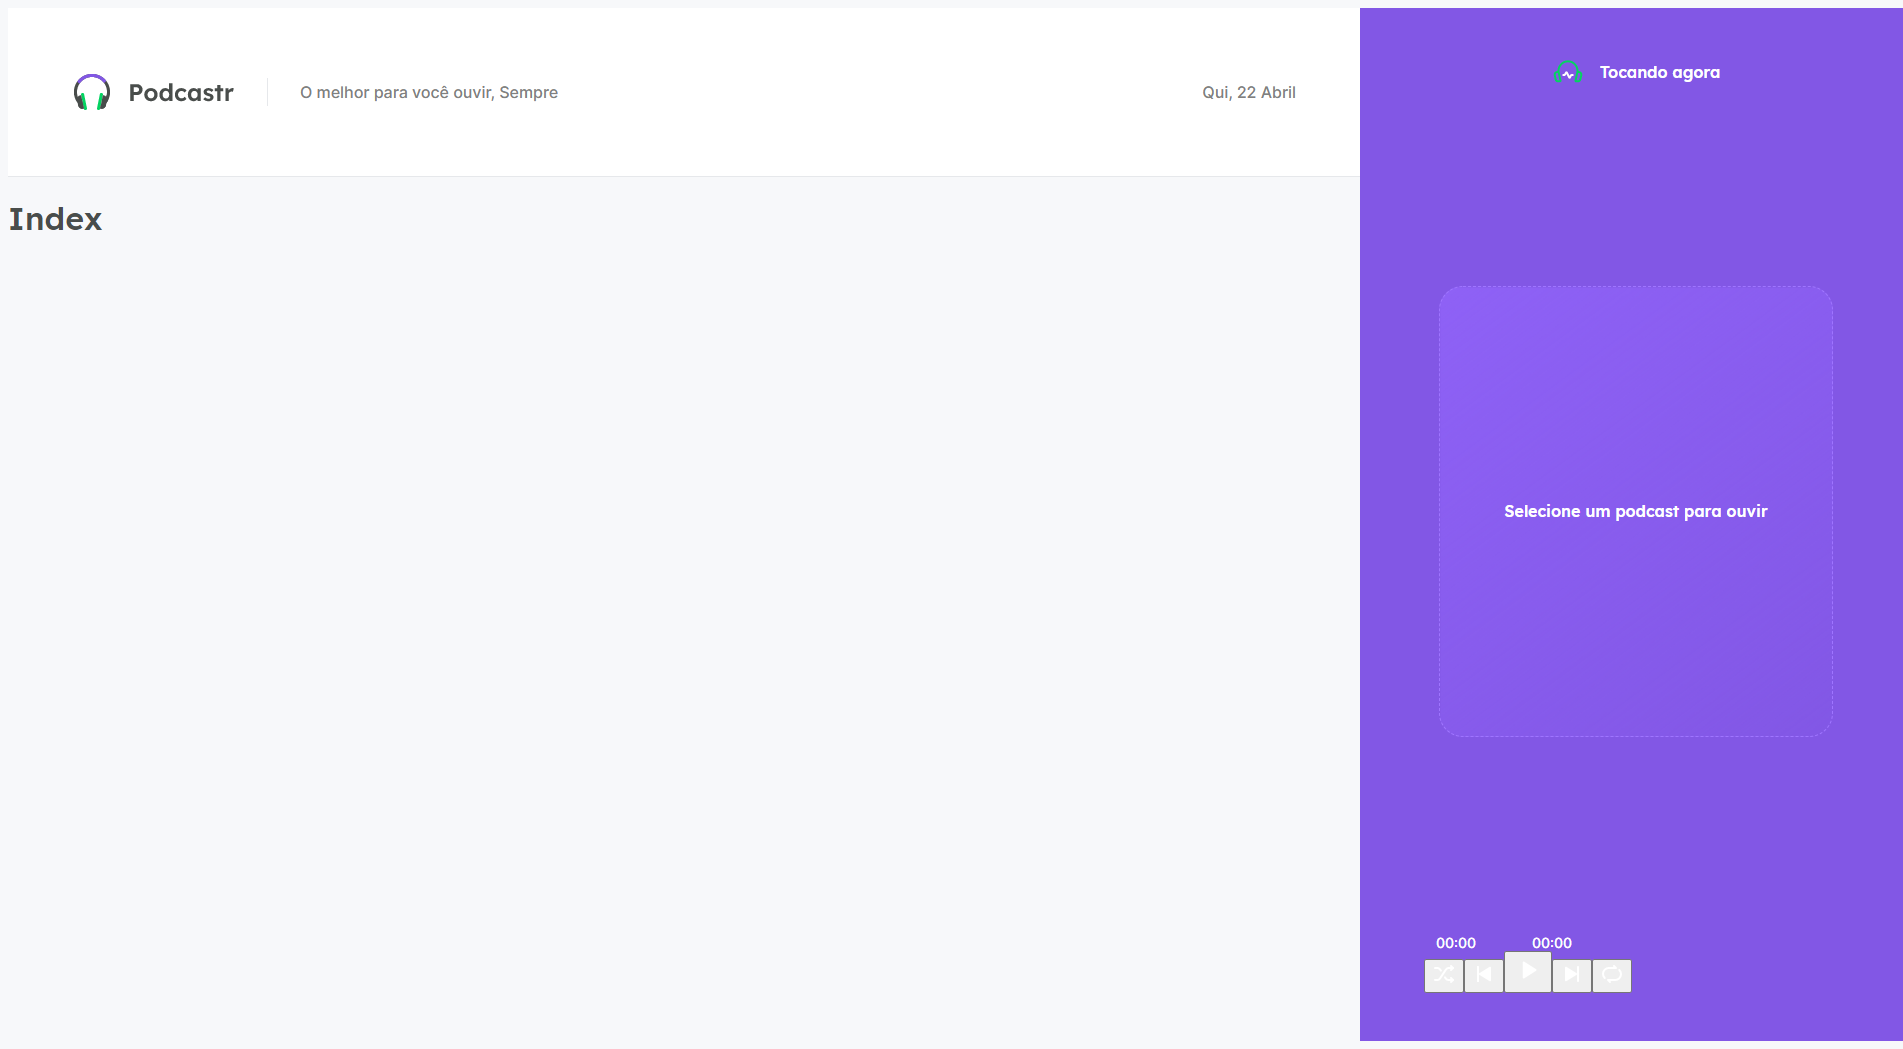 Podcastr
O melhor para você ouvir, Sempre
Qui, 22 Abril
Tocando agora
Index
Selecione um podcast para ouvir
00:00 00:00